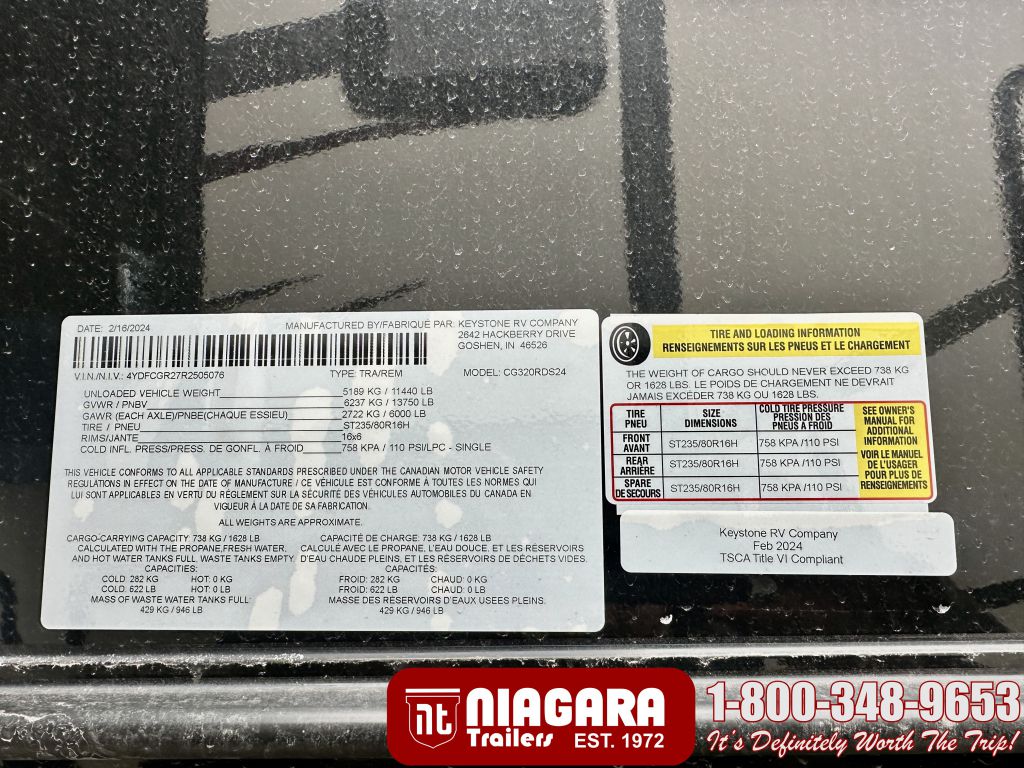 DATE: 2/16/2024
MANUFACTURED BY/FABRIQUÉ PAR: KEYSTONE RV COMPANY
2642 HACKBERRY DRIVE
GOSHEN, IN 46526
V.I.N./N.I.V.: 4YDFCGR27R2505076 TYPE: TRA/REM MODEL: CG320RDS24
UNLOADED VEHICLE WEIGHT 5189 KG / 11440 LB
GVWR / PNBV 6237 KG / 13750 LB
GAWR (EACH AXLE)/PNBE(CHAQUE ESSIEU) 2722 KG / 6000 LB
TIRE / PNEU ST235/80R16H
RIMS/JANTE 16x6
COLD INFL. PRESS/PRESS. DE GONFL. À FROID 758 KPA / 110 PSI/LPC - SINGLE
THIS VEHICLE CONFORMS TO ALL APPLICABLE STANDARDS PRESCRIBED UNDER THE CANADIAN MOTOR VEHICLE SAFETY
REGULATIONS IN EFFECT ON THE DATE OF MANUFACTURE / CE VÉHICULE EST CONFORME À TOUTES LES NORMES QUI
LUI SONT APPLICABLES EN VERTU DU RÈGLEMENT SUR LA SÉCURITÉ DES VÉHICULES AUTOMOBILES DU CANADA EN
VIGUEUR À LA DATE DE SA FABRICATION.
ALL WEIGHTS ARE APPROXIMATE.
CARGO-CARRYING CAPACITY: 738 KG / 1628 LB
CALCULATED WITH THE PROPANE,FRESH WATER,
AND HOT WATER TANKS FULL, WASTE TANKS EMPTY.
CAPACITIES:
COLD: 282 KG HOT: 0 KG
COLD: 622 LB HOT: 0 LB
MASS OF WASTE WATER TANKS FULL:
429 KG / 946 LB
CAPACITÉ DE CHARGE: 738 KG / 1628 LB
CALCULÉ AVEC LE PROPANE, L'EAU DOUCE. ET LES RESERVOIRS
D'EAU CHAUDE PLEINS, ET LES RÉSERVOIRS DE DÉCHETS VIDES.
CAPACITÉS:
FROID: 282 KG CHAUD: 0 KG
FROID: 622 LB CHAUD: 0 LB
MASSE DES RÉSERVOIRS D'EAUX USEES PLEINS.
429 KG / 946 LB
TIRE AND LOADING INFORMATION
RENSEIGNEMENTS SUR LES PNEUS ET LE CHARGEMENT
THE WEIGHT OF CARGO SHOULD NEVER EXCEED 738 KG
OR 1628 LBS. LE POIDS DE CHARGEMENT NE DEVRAIT
JAMAIS EXCÉDER 738 KG OU 1628 LBS.
TIRE
PNEU
SIZE
DIMENSIONS
COLD TIRE PRESSURE
PRESSION DES
PNEUS A FROID
FRONT
AVANT
ST235/80R16H
758 KPA /110 PSI
REAR
ARRIÈRE
ST235/80R16H
758 KPA /110 PSI
SPARE
DE SECOURS
ST235/80R16H
758 KPA /110 PSI
SEE OWNER'S
MANUAL FOR
ADDITIONAL
INFORMATION
VOIR LE MANUEL
DE L'USAGER
POUR PLUS DE
RENSEIGNEMENTS
Keystone RV Company
Feb 2024
TSCA Title VI Compliant
nt NIAGARA
Trailers EST. 1972
1-800-348-9653
It's Definitely Worth The Trip!